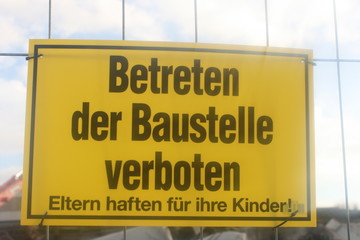 Betreten
der Baustelle
verboten
Eltern haften für ihre Kinder!